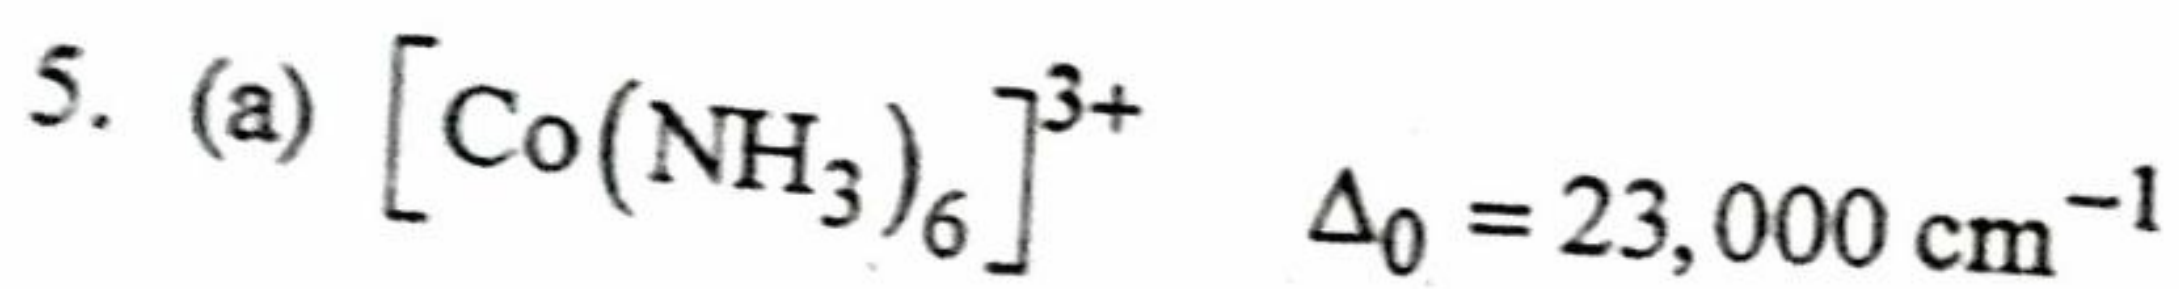 5. (a) [Co(NH₃)₆]³⁺ Δ₀ = 23,000 cm⁻¹